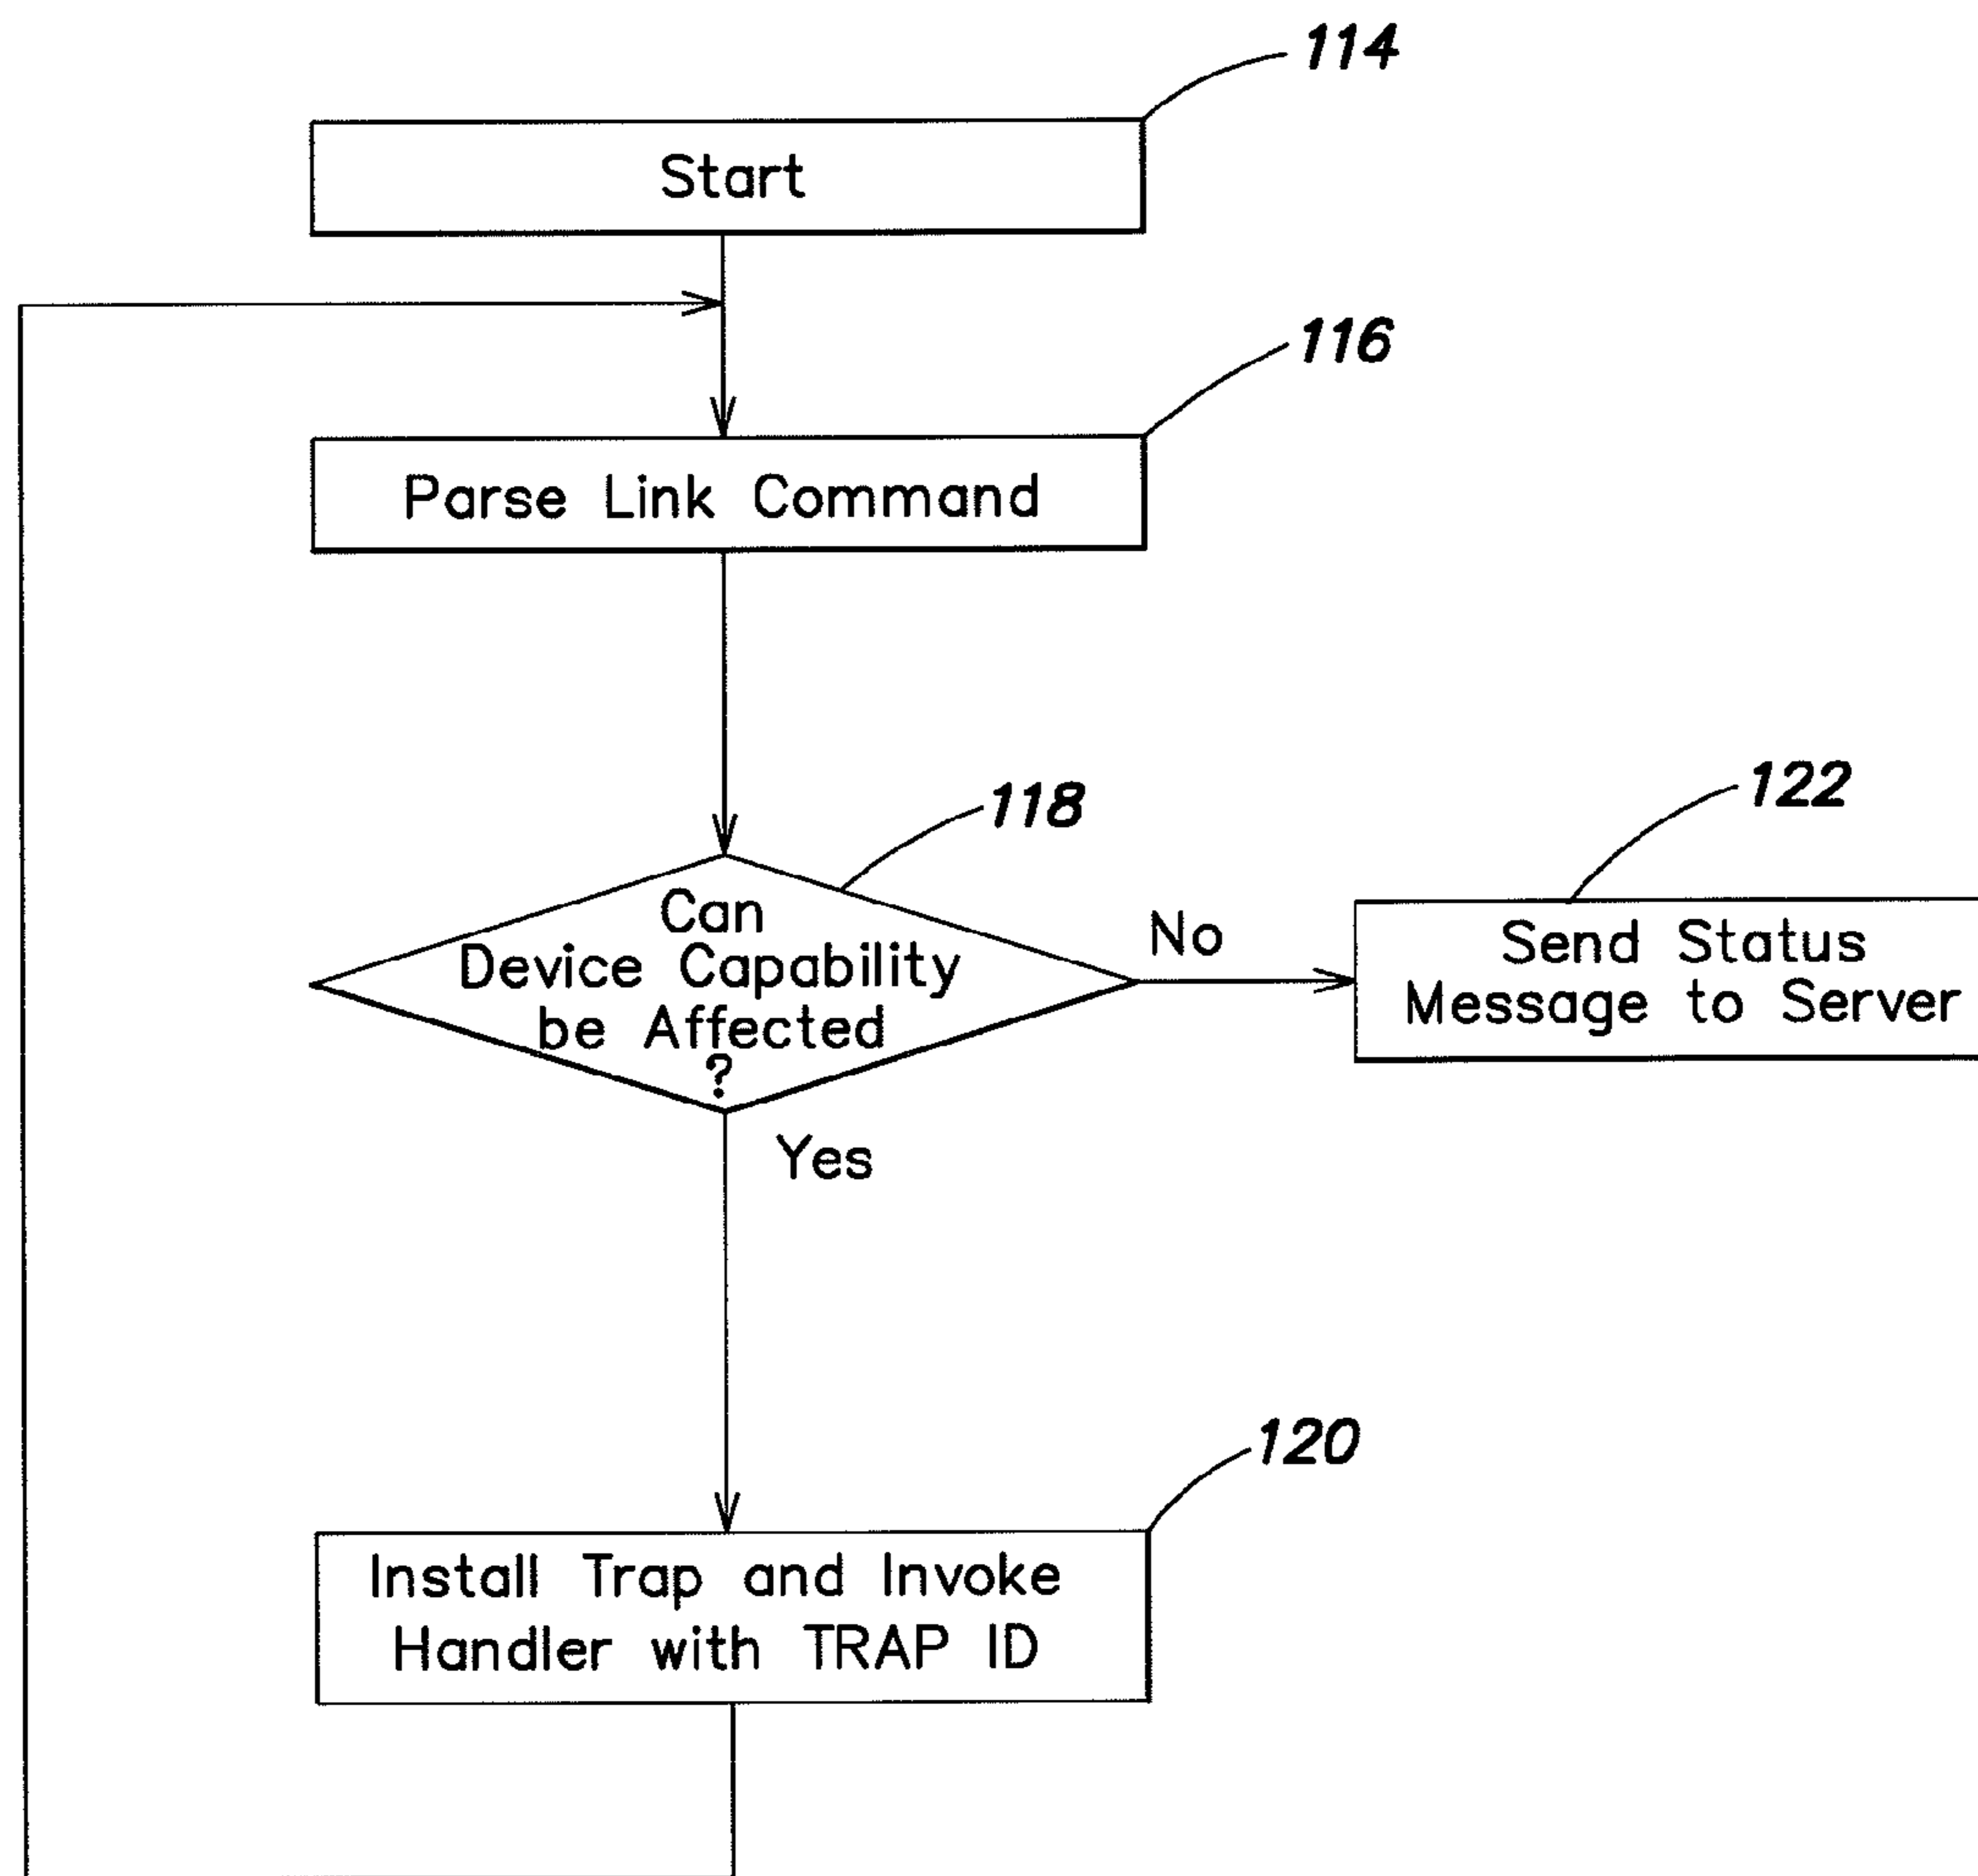 114
Start
116
Parse Link Command
118
Can
Device Capability
be Affected
?
No
122
Send Status
Message to Server
Yes
120
Install Trap and Invoke
Handler with TRAP ID